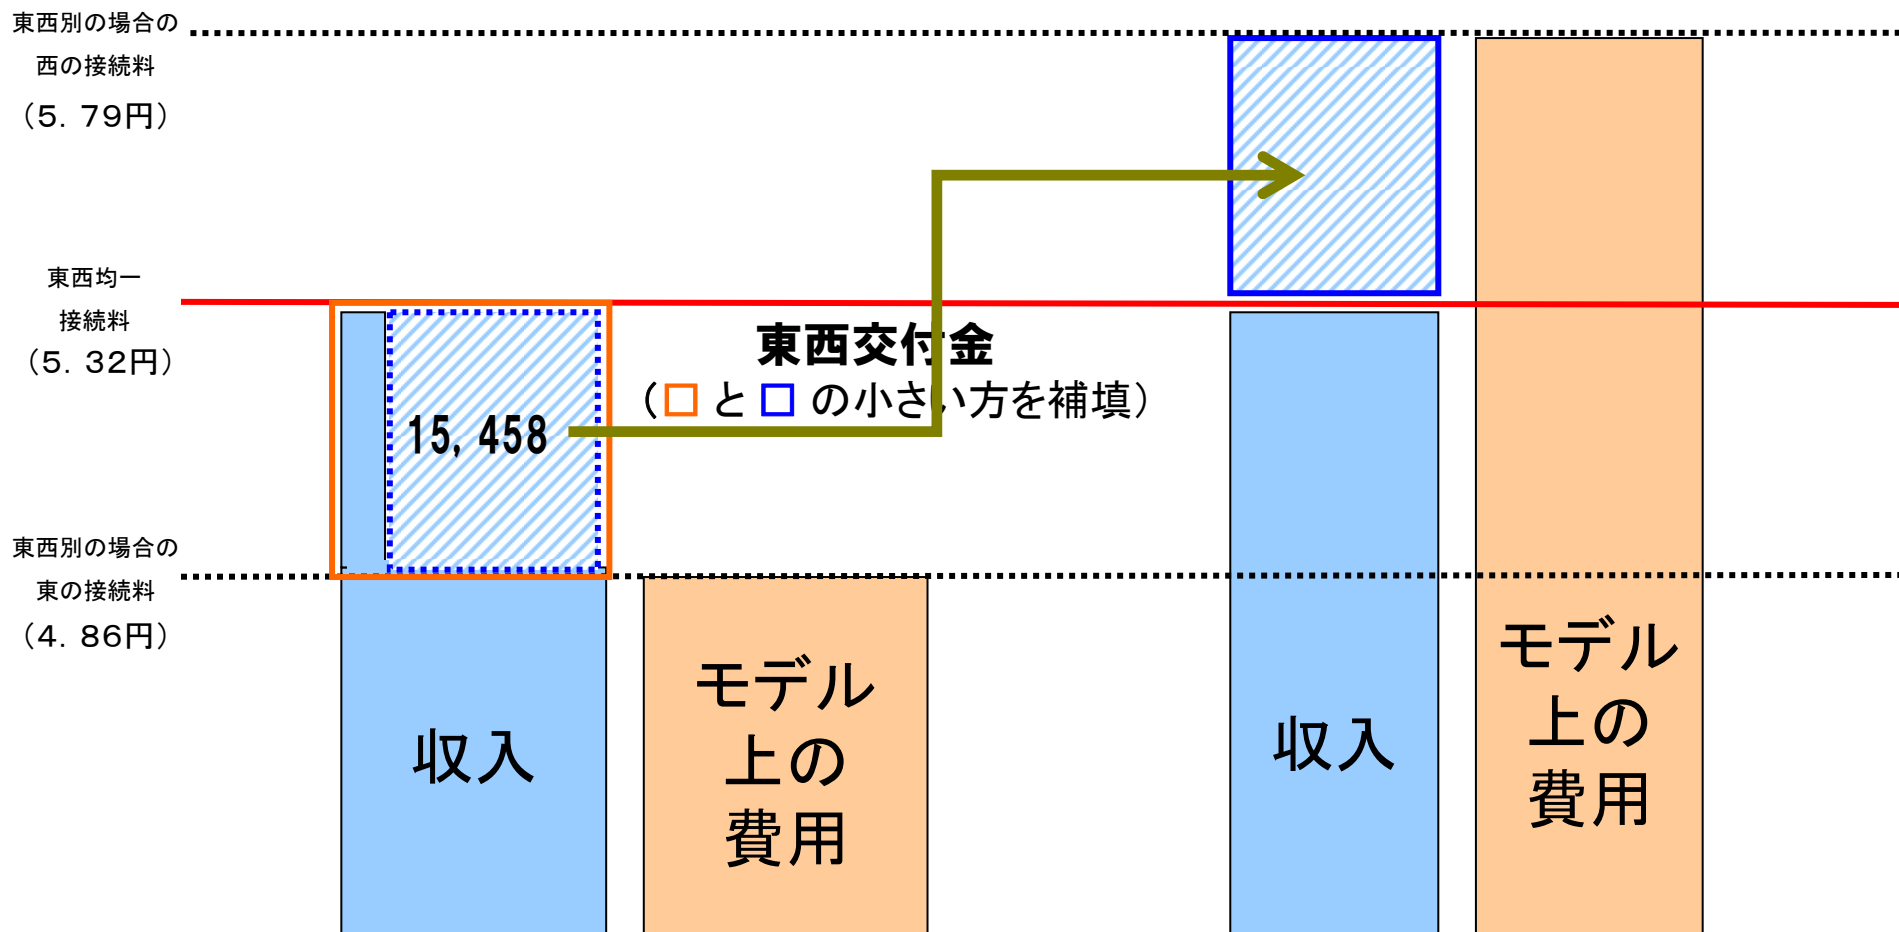 東西別の場合の
西の接続料
（5．79円）
東西均一
接続料
（5．32円）
東西別の場合の
東の接続料
（4．86円）
東西交付金
（□ と □ の小さい方を補填）
15，458
収入
モデル
上の
費用
収入
モデル
上の
費用